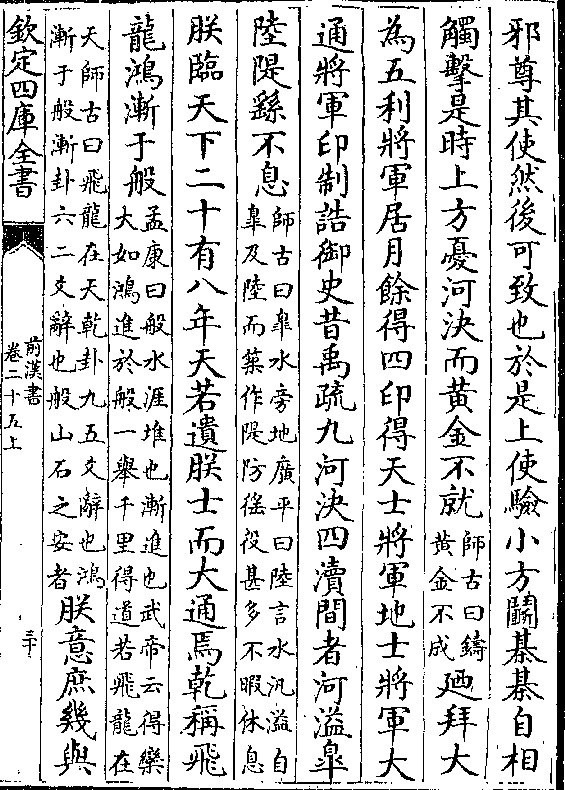 邪尊其使然後可致也於是上使驗小方鬭綦綦自相
觸擊是時上方憂河決而黃金不就師古曰鑄黃金不成廼拜大
為五利將軍居月餘得四印得天士將軍地士將軍大
通將軍印制詔御史昔禹疏九河決四瀆間者河溢臯
陸隄繇不息師古曰臯水旁地廣平曰陸言水汎溢自臯及陸而築作隄防徭役甚多不暇休息
朕臨天下二十有八年天若遺朕士而大通焉乾稱飛
龍鴻漸于般孟康曰般水涯堆也漸進也武帝云得欒大如鴻進於般一舉千里得道若飛龍在
天師古曰飛龍在天乾卦九五爻辭也鴻漸于般漸卦六二爻辭也般山石之安者朕意庶幾與
欽定四庫全書
前漢書
卷二十五上
三十